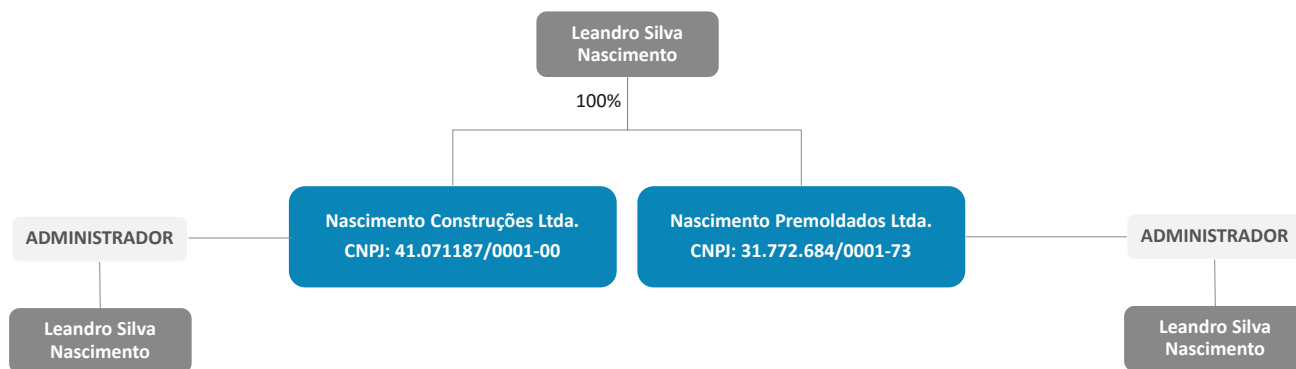 Leandro Silva
Nascimento
100%
Nascimento Construções Ltda.
CNPJ: 41.071187/0001-00
Nascimento Premoldados Ltda.
CNPJ: 31.772.684/0001-73
ADMINISTRADOR
ADMINISTRADOR
Leandro Silva
Nascimento
Leandro Silva
Nascimento